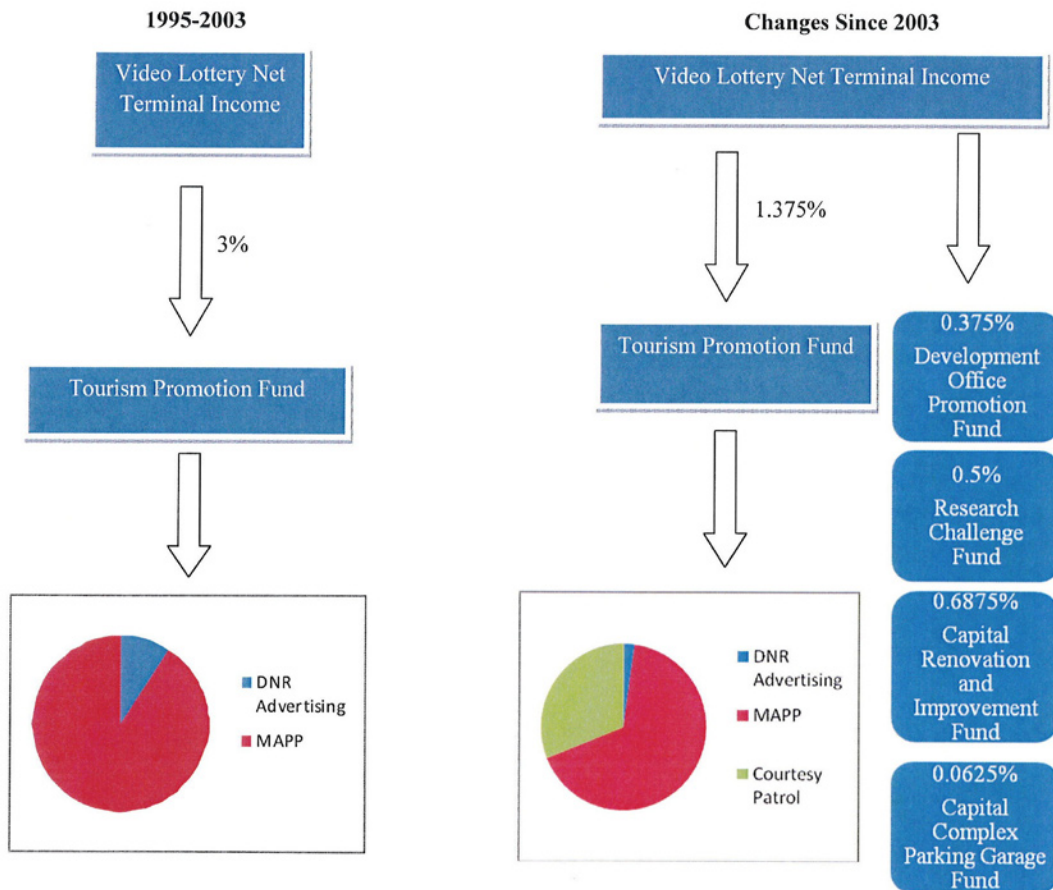 1995-2003
Video Lottery Net
Terminal Income
3%
Tourism Promotion Fund
DNR
Advertising
MAPP
Changes Since 2003
Video Lottery Net Terminal Income
1.375%
Tourism Promotion Fund
DNR
Advertising
MAPP
Courtesy
Patrol
0.375%
Development
Office
Promotion
Fund
0.5%
Research
Challenge
Fund
0.6875%
Capital
Renovation
and
Improvement
Fund
0.0625%
Capital
Complex
Parking Garage
Fund